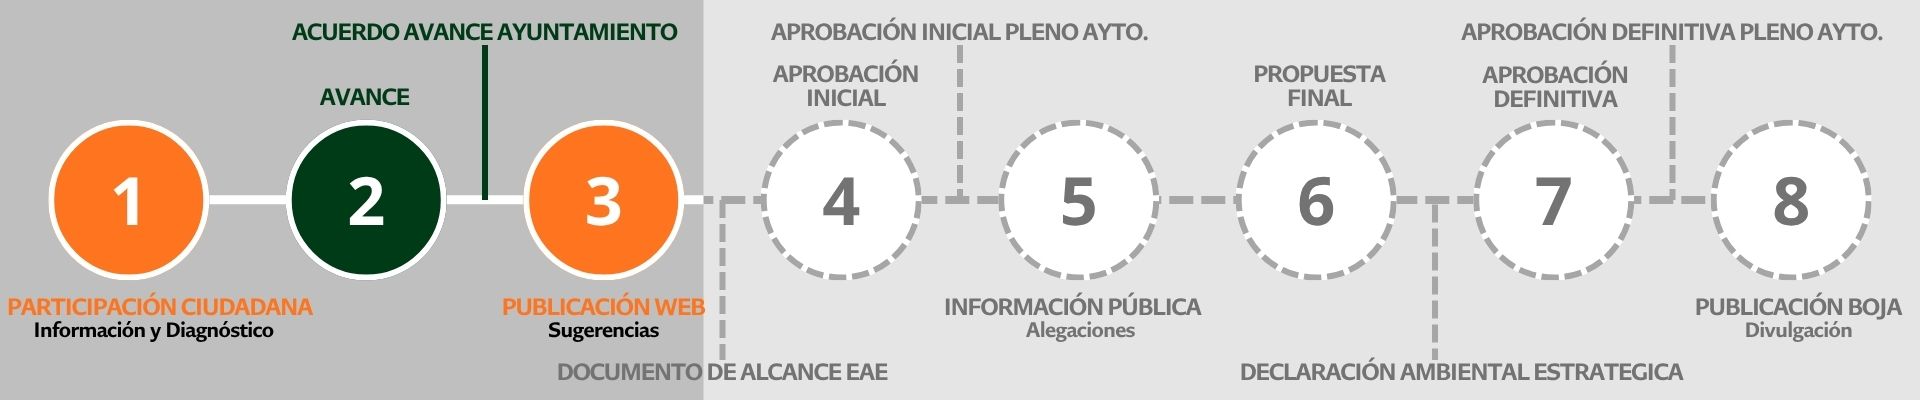 ACUERDO AVANCE AYUNTAMIENTO
APROBACIÓN INICIAL PLENO AYTO.
APROBACIÓN DEFINITIVA PLENO AYTO.
AVANCE
APROBACIÓN
INICIAL
PROPUESTA
FINAL
APROBACIÓN
DEFINITIVA
1
2
3
4
5
6
7
8
PARTICIPACIÓN CIUDADANA
Información y Diagnóstico
PUBLICACIÓN WEB
Sugerencias
INFORMACIÓN PÚBLICA
Alegaciones
PUBLICACIÓN BOJA
Divulgación
DOCUMENTO DE ALCANCE EAE
DECLARACIÓN AMBIENTAL ESTRATEGICA